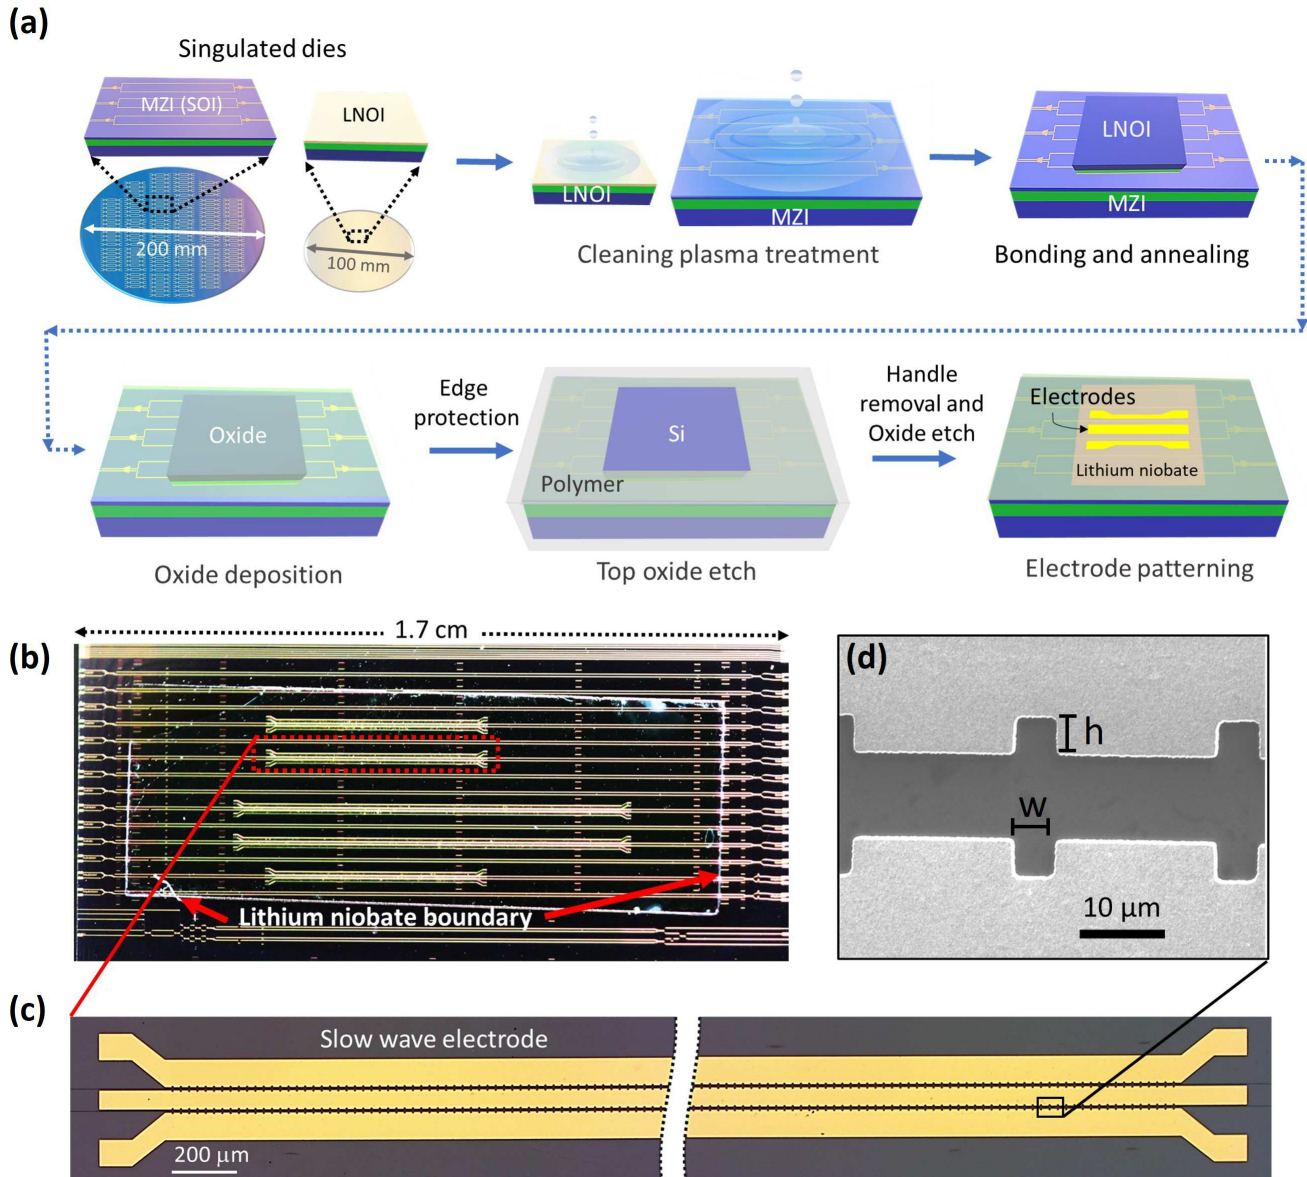 (a)
Singulated dies
MZI (SOI)
LNOI
200 mm
100 mm
LNOI
MZI
Cleaning plasma treatment
LNOI
MZI
Bonding and annealing
Oxide
Oxide deposition
Edge
protection
Si
Polymer
Top oxide etch
Handle
removal and
Oxide etch
Electrodes
Lithium niobate
Electrode patterning
(b)
1.7 cm
Lithium niobate boundary
(d)
h
w
10 μm
(c)
Slow wave electrode
200 μm